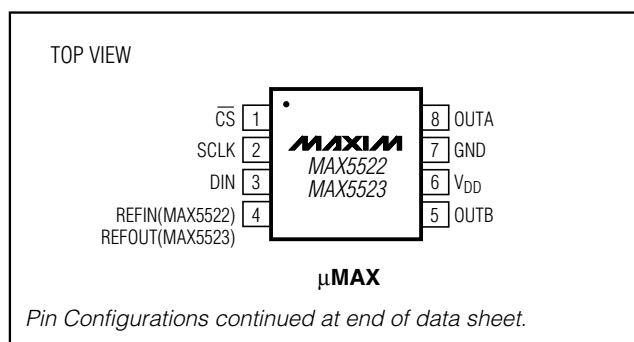 TOP VIEW
C̅S̅ 1
SCLK 2
DIN 3
REFIN(MAX5522) 4
REFOUT(MAX5523)
MAXIM
MAX5522
MAX5523
8 OUTA
7 GND
6 VDD
5 OUTB
µMAX
Pin Configurations continued at end of data sheet.